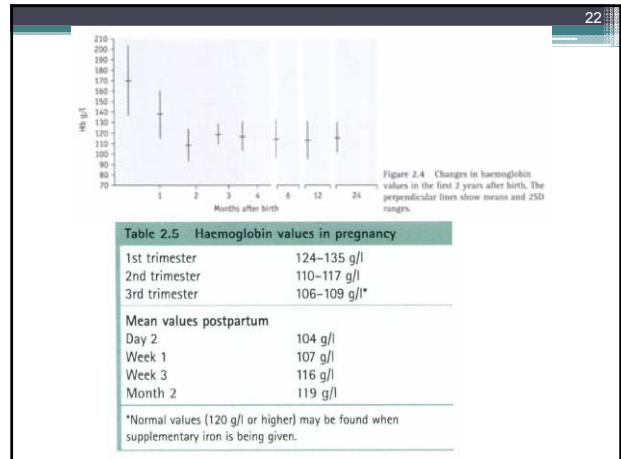 22
210
200
190
180
170
160
150
140
130
120
110
100
90
80
70
Hb g/l
1 2 3 4 6 12 24
Months after birth
Figure 2.4 Changes in haemoglobin
values in the first 2 years after birth. The
perpendicular lines show means and 2SD
ranges.
Table 2.5 Haemoglobin values in pregnancy
1st trimester 124–135 g/l
2nd trimester 110–117 g/l
3rd trimester 106–109 g/l*
Mean values postpartum
Day 2 104 g/l
Week 1 107 g/l
Week 3 116 g/l
Month 2 119 g/l
*Normal values (120 g/l or higher) may be found when
supplementary iron is being given.